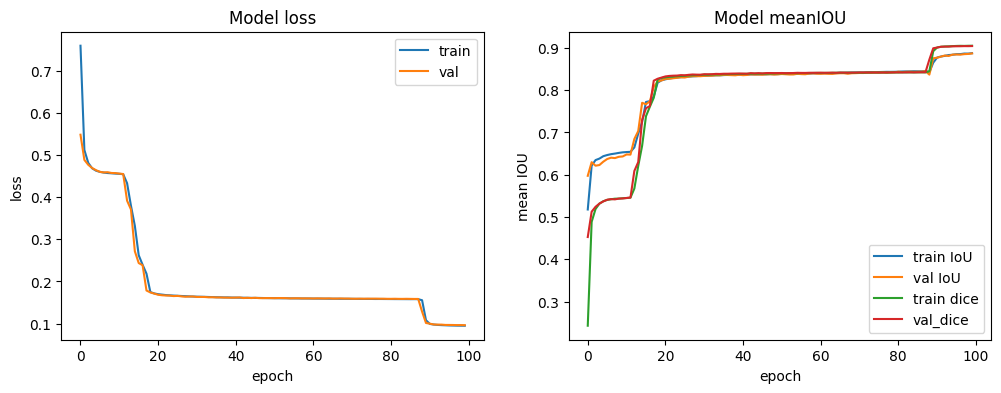 Model loss
train
val
0.7
0.6
0.5
0.4
0.3
0.2
0.1
loss
0 20 40 60 80 100
epoch
Model meanIOU
0.9
0.8
0.7
0.6
0.5
0.4
0.3
mean IOU
train IoU
val IoU
train dice
val_dice
0 20 40 60 80 100
epoch